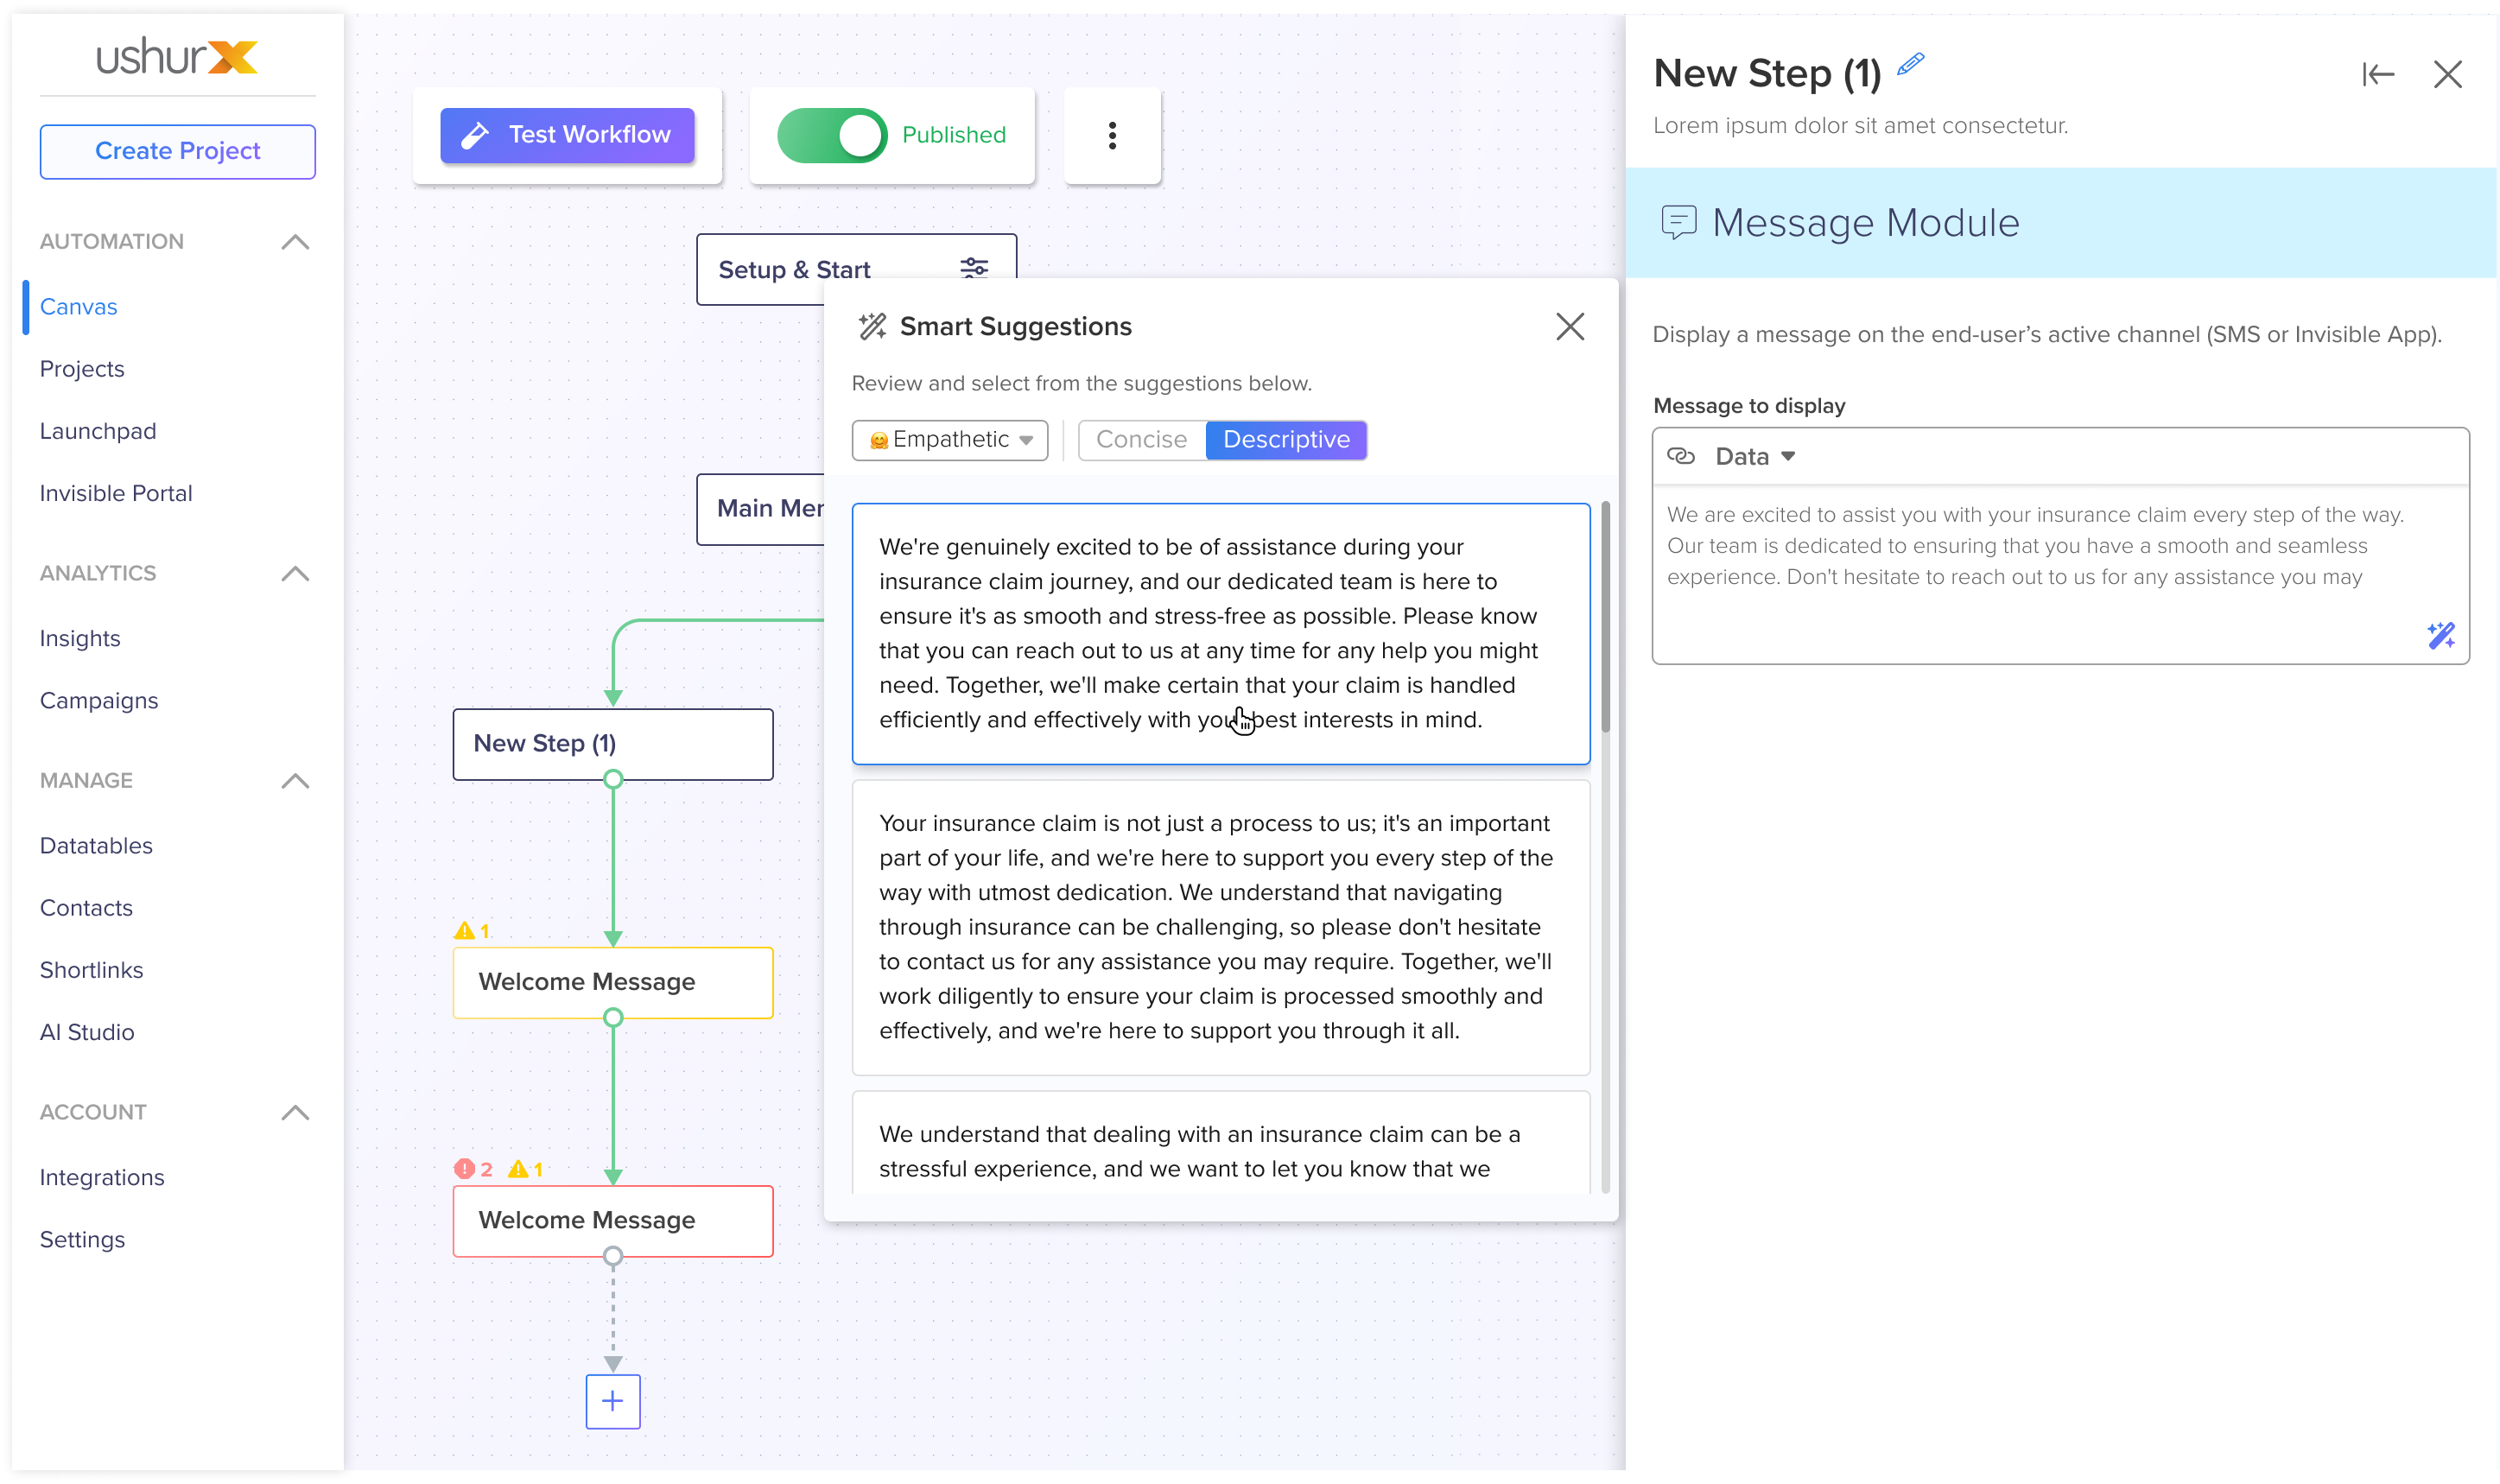 ushur
Create Project
AUTOMATION
Canvas
Projects
Launchpad
Invisible Portal
ANALYTICS
Insights
Campaigns
MANAGE
Datatables
Contacts
Shortlinks
AI Studio
ACCOUNT
Integrations
Settings
Test Workflow
Published
Setup & Start
Main Men
New Step (1)
1
Welcome Message
2 1
Welcome Message
Smart Suggestions
Review and select from the suggestions below.
Empathetic
Concise Descriptive
We're genuinely excited to be of assistance during your
insurance claim journey, and our dedicated team is here to
ensure it's as smooth and stress-free as possible. Please know
that you can reach out to us at any time for any help you might
need. Together, we'll make certain that your claim is handled
efficiently and effectively with your best interests in mind.
Your insurance claim is not just a process to us; it's an important
part of your life, and we're here to support you every step of the
way with utmost dedication. We understand that navigating
through insurance can be challenging, so please don't hesitate
to contact us for any assistance you may require. Together, we'll
work diligently to ensure your claim is processed smoothly and
effectively, and we're here to support you through it all.
We understand that dealing with an insurance claim can be a
stressful experience, and we want to let you know that we
New Step (1)
Lorem ipsum dolor sit amet consectetur.
Message Module
Display a message on the end-user’s active channel (SMS or Invisible App).
Message to display
Data
We are excited to assist you with your insurance claim every step of the way.
Our team is dedicated to ensuring that you have a smooth and seamless
experience. Don't hesitate to reach out to us for any assistance you may